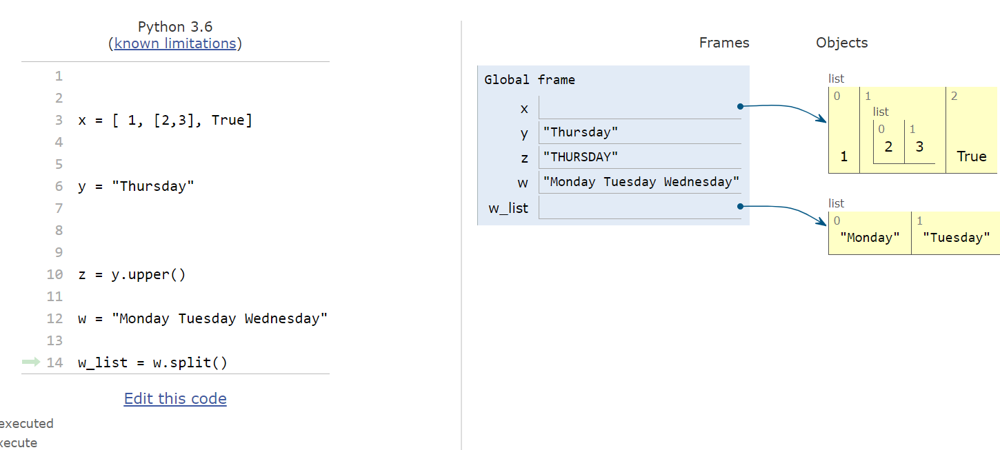 Python 3.6
(known limitations)
1
2
3 x = [ 1, [2,3], True]
4
5
6 y = "Thursday"
7
8
9
10 z = y.upper()
11
12 w = "Monday Tuesday Wednesday"
13
14 w_list = w.split()
Edit this code
executed
Frames
Objects
Global frame
x
y "Thursday"
z "THURSDAY"
w "Monday Tuesday Wednesday"
w_list
list
0 1 2
list
0 1
2 3
1 True
list
0 1
"Monday" "Tuesday"